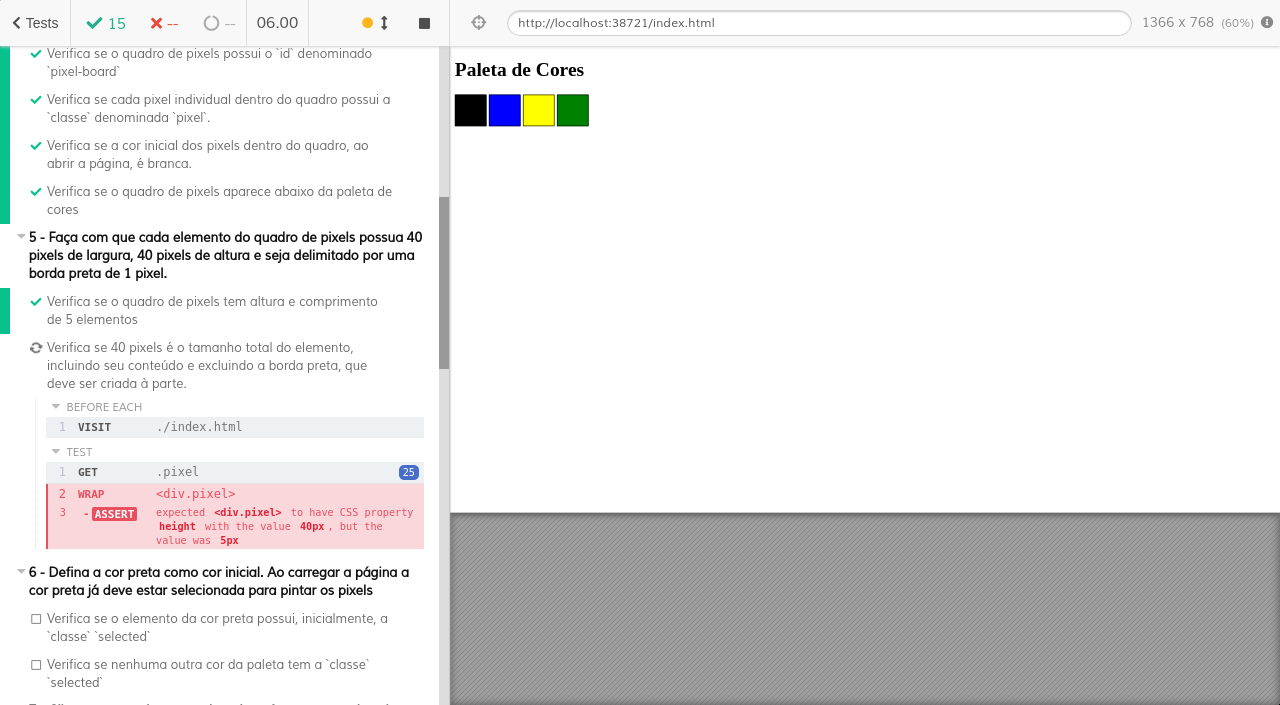 Tests 15 -- -- 06.00
http://localhost:38721/index.html 1366 x 768 (60%)
Verifica se o quadro de pixels possui o `id` denominado
`pixel-board`
Verifica se cada pixel individual dentro do quadro possui a
`classe` denominada `pixel`.
Verifica se a cor inicial dos pixels dentro do quadro, ao
abrir a página, é branca.
Verifica se o quadro de pixels aparece abaixo da paleta de
cores
5 - Faça com que cada elemento do quadro de pixels possua 40
pixels de largura, 40 pixels de altura e seja delimitado por uma
borda preta de 1 pixel.
Verifica se o quadro de pixels tem altura e comprimento
de 5 elementos
Verifica se 40 pixels é o tamanho total do elemento,
incluindo seu conteúdo e excluindo a borda preta, que
deve ser criada à parte.
BEFORE EACH
1 VISIT ./index.html
TEST
1 GET .pixel 25
2 WRAP <div.pixel>
3 -ASSERT expected <div.pixel> to have CSS property
height with the value 40px, but the
value was 5px
6 - Defina a cor preta como cor inicial. Ao carregar a página a
cor preta já deve estar selecionada para pintar os pixels
Verifica se o elemento da cor preta possui, inicialmente, a
`classe` `selected`
Verifica se nenhuma outra cor da paleta tem a `classe`
`selected`
Paleta de Cores